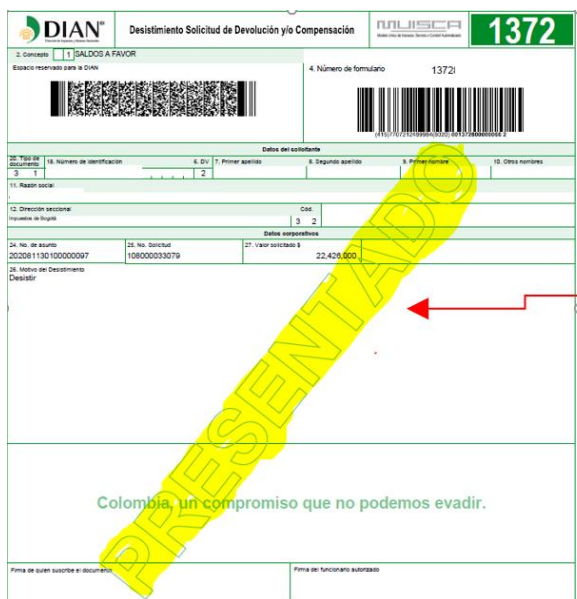 DIAN
Desistimiento Solicitud de Devolución y/o Compensación
MUISCA
1372
2. Concepto 1 SALDOS A FAVOR
Espacio reservado para la DIAN
4. Número de formulario 1372
Datos del solicitante
20. Tipo de documento
18. Número de identificación
6. DV
7. Primer apellido
8. Segundo apellido
9. Primer nombre
10. Otros nombres
3 1
2
11. Razón social
12. Dirección seccional
Cód.
Impuestos de Bogotá
3 2
Datos corporativos
24. No. de asunto
25. No. Solicitud
27. Valor solicitado $
202081130100000097
108000033079
22,426,000
28. Motivo del Desistimiento
Desistir
PRESENTADO
Colombia, un compromiso que no podemos evadir.
Firma de quien suscribe el documento
Firma del funcionario autorizado